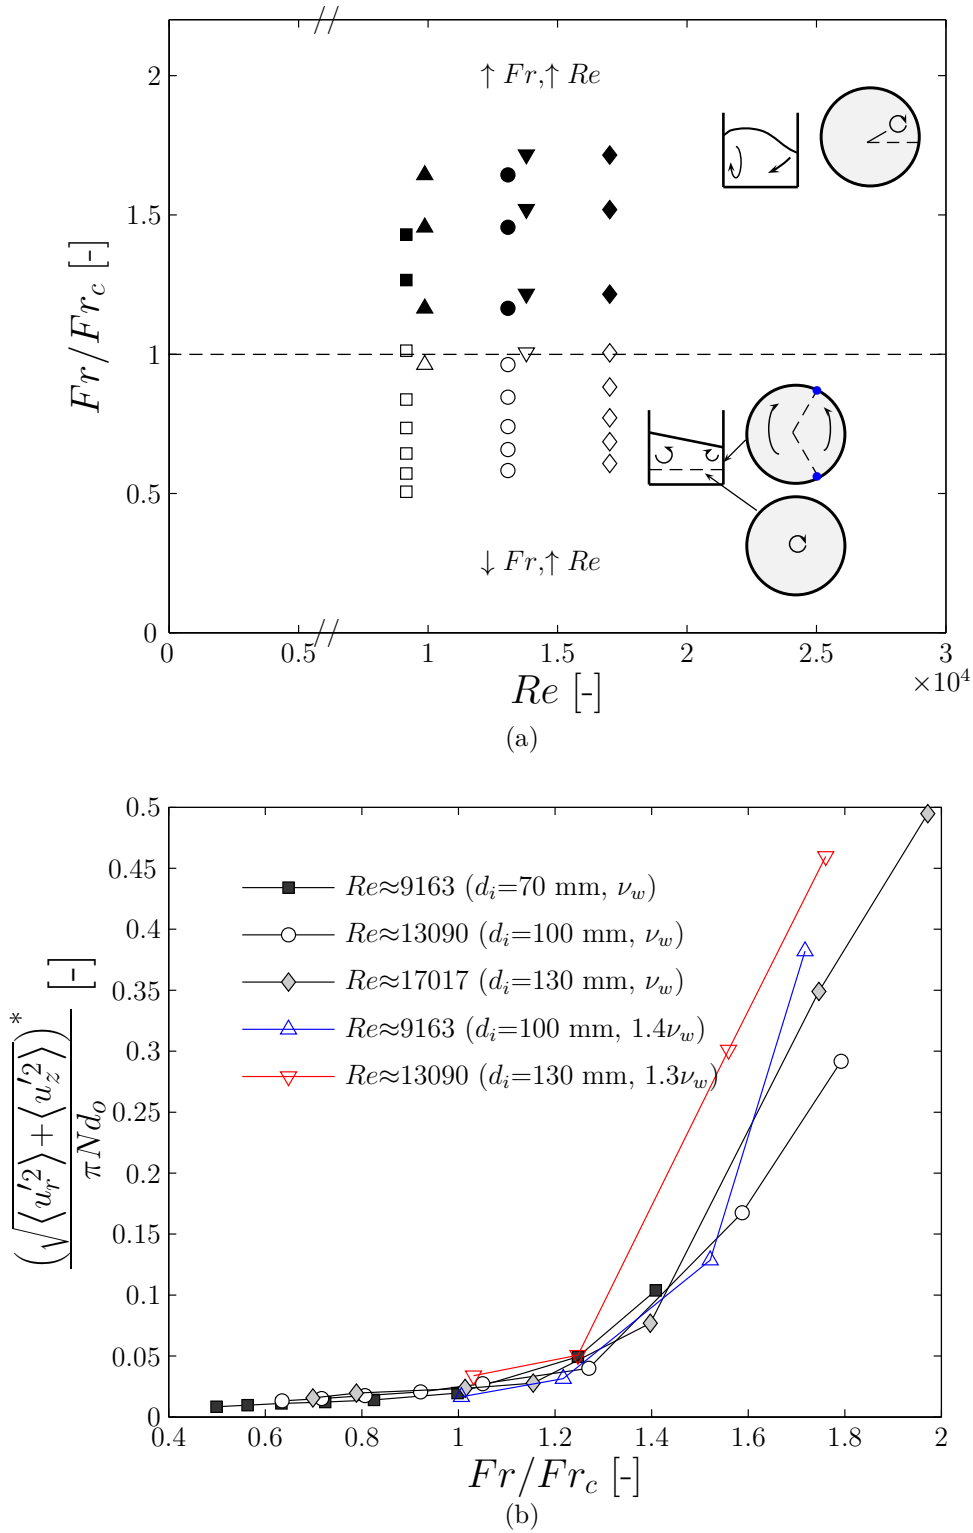 2
1.5
1
0.5
0
Fr/Fr_c [-]
↑ Fr,↑ Re
↓ Fr,↑ Re
0 0.5 1 1.5 2 2.5 3
×10^4
Re [-]
(a)
0.5
0.45
0.4
0.35
0.3
0.25
0.2
0.15
0.1
0.05
0
(√(⟨u_r'^2⟩+⟨u_z'^2⟩))^* / πNd_o [-]
Re≈9163 (d_i=70 mm, ν_w)
Re≈13090 (d_i=100 mm, ν_w)
Re≈17017 (d_i=130 mm, ν_w)
Re≈9163 (d_i=100 mm, 1.4ν_w)
Re≈13090 (d_i=130 mm, 1.3ν_w)
0.4 0.6 0.8 1 1.2 1.4 1.6 1.8 2
Fr/Fr_c [-]
(b)